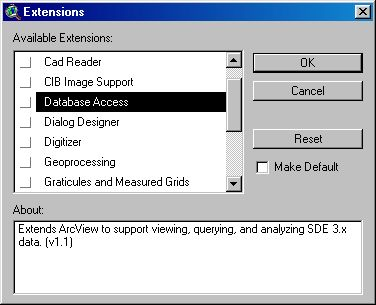 Extensions
Available Extensions:
Cad Reader
CIB Image Support
Database Access
Dialog Designer
Digitizer
Geoprocessing
Graticules and Measured Grids
OK
Cancel
Reset
Make Default
About:
Extends ArcView to support viewing, querying, and analyzing SDE 3.x
data. (v1.1)